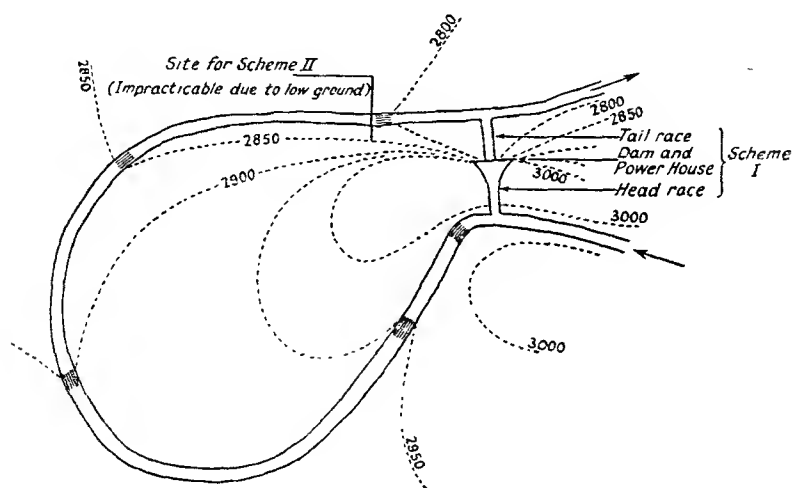 2800
Site for Scheme II
(Impracticable due to low ground)
2850
2800
2850
2850
Tail race
Dam and
Power House
Scheme
I
2900
3000
Head race
3000
3000
2950